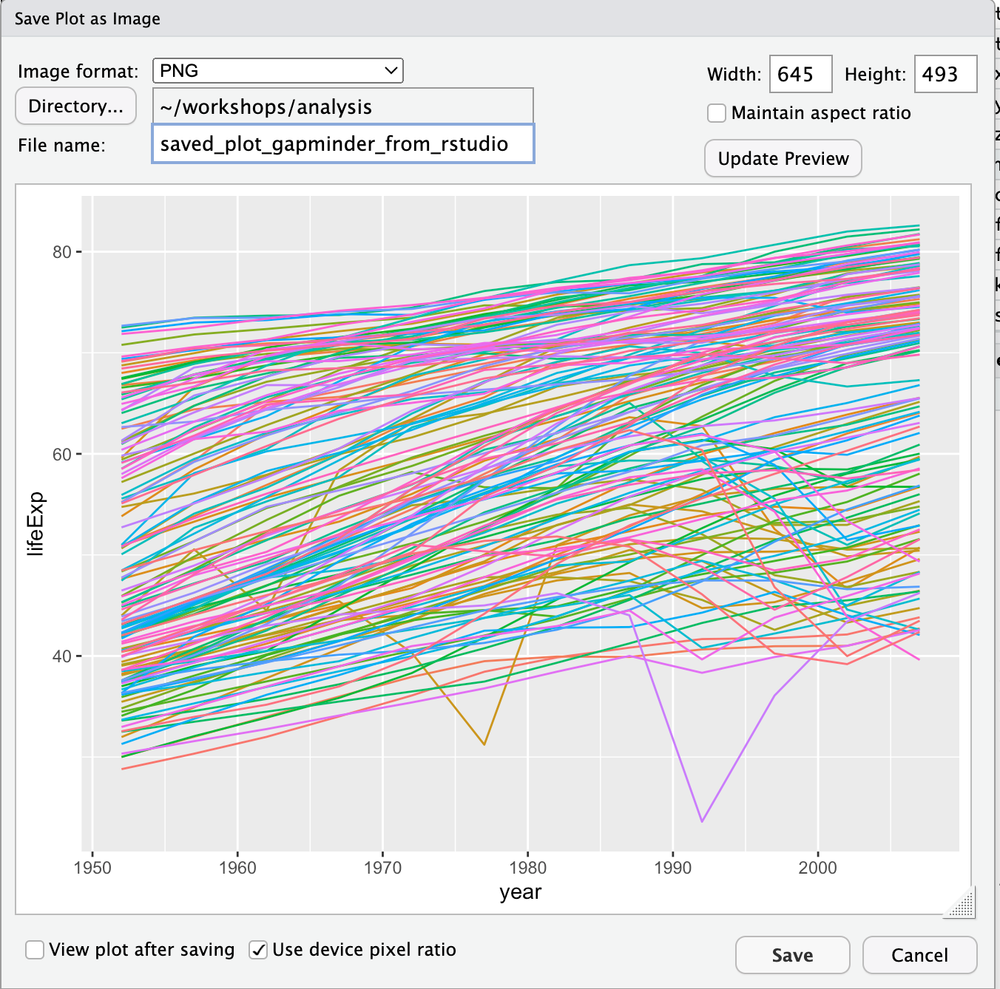 Save Plot as Image
Image format: PNG
Width: 645 Height: 493
Directory... ~/workshops/analysis
Maintain aspect ratio
File name: saved_plot_gapminder_from_rstudio
Update Preview
80
60
40
lifeExp
1950 1960 1970 1980 1990 2000
year
View plot after saving Use device pixel ratio
Save Cancel